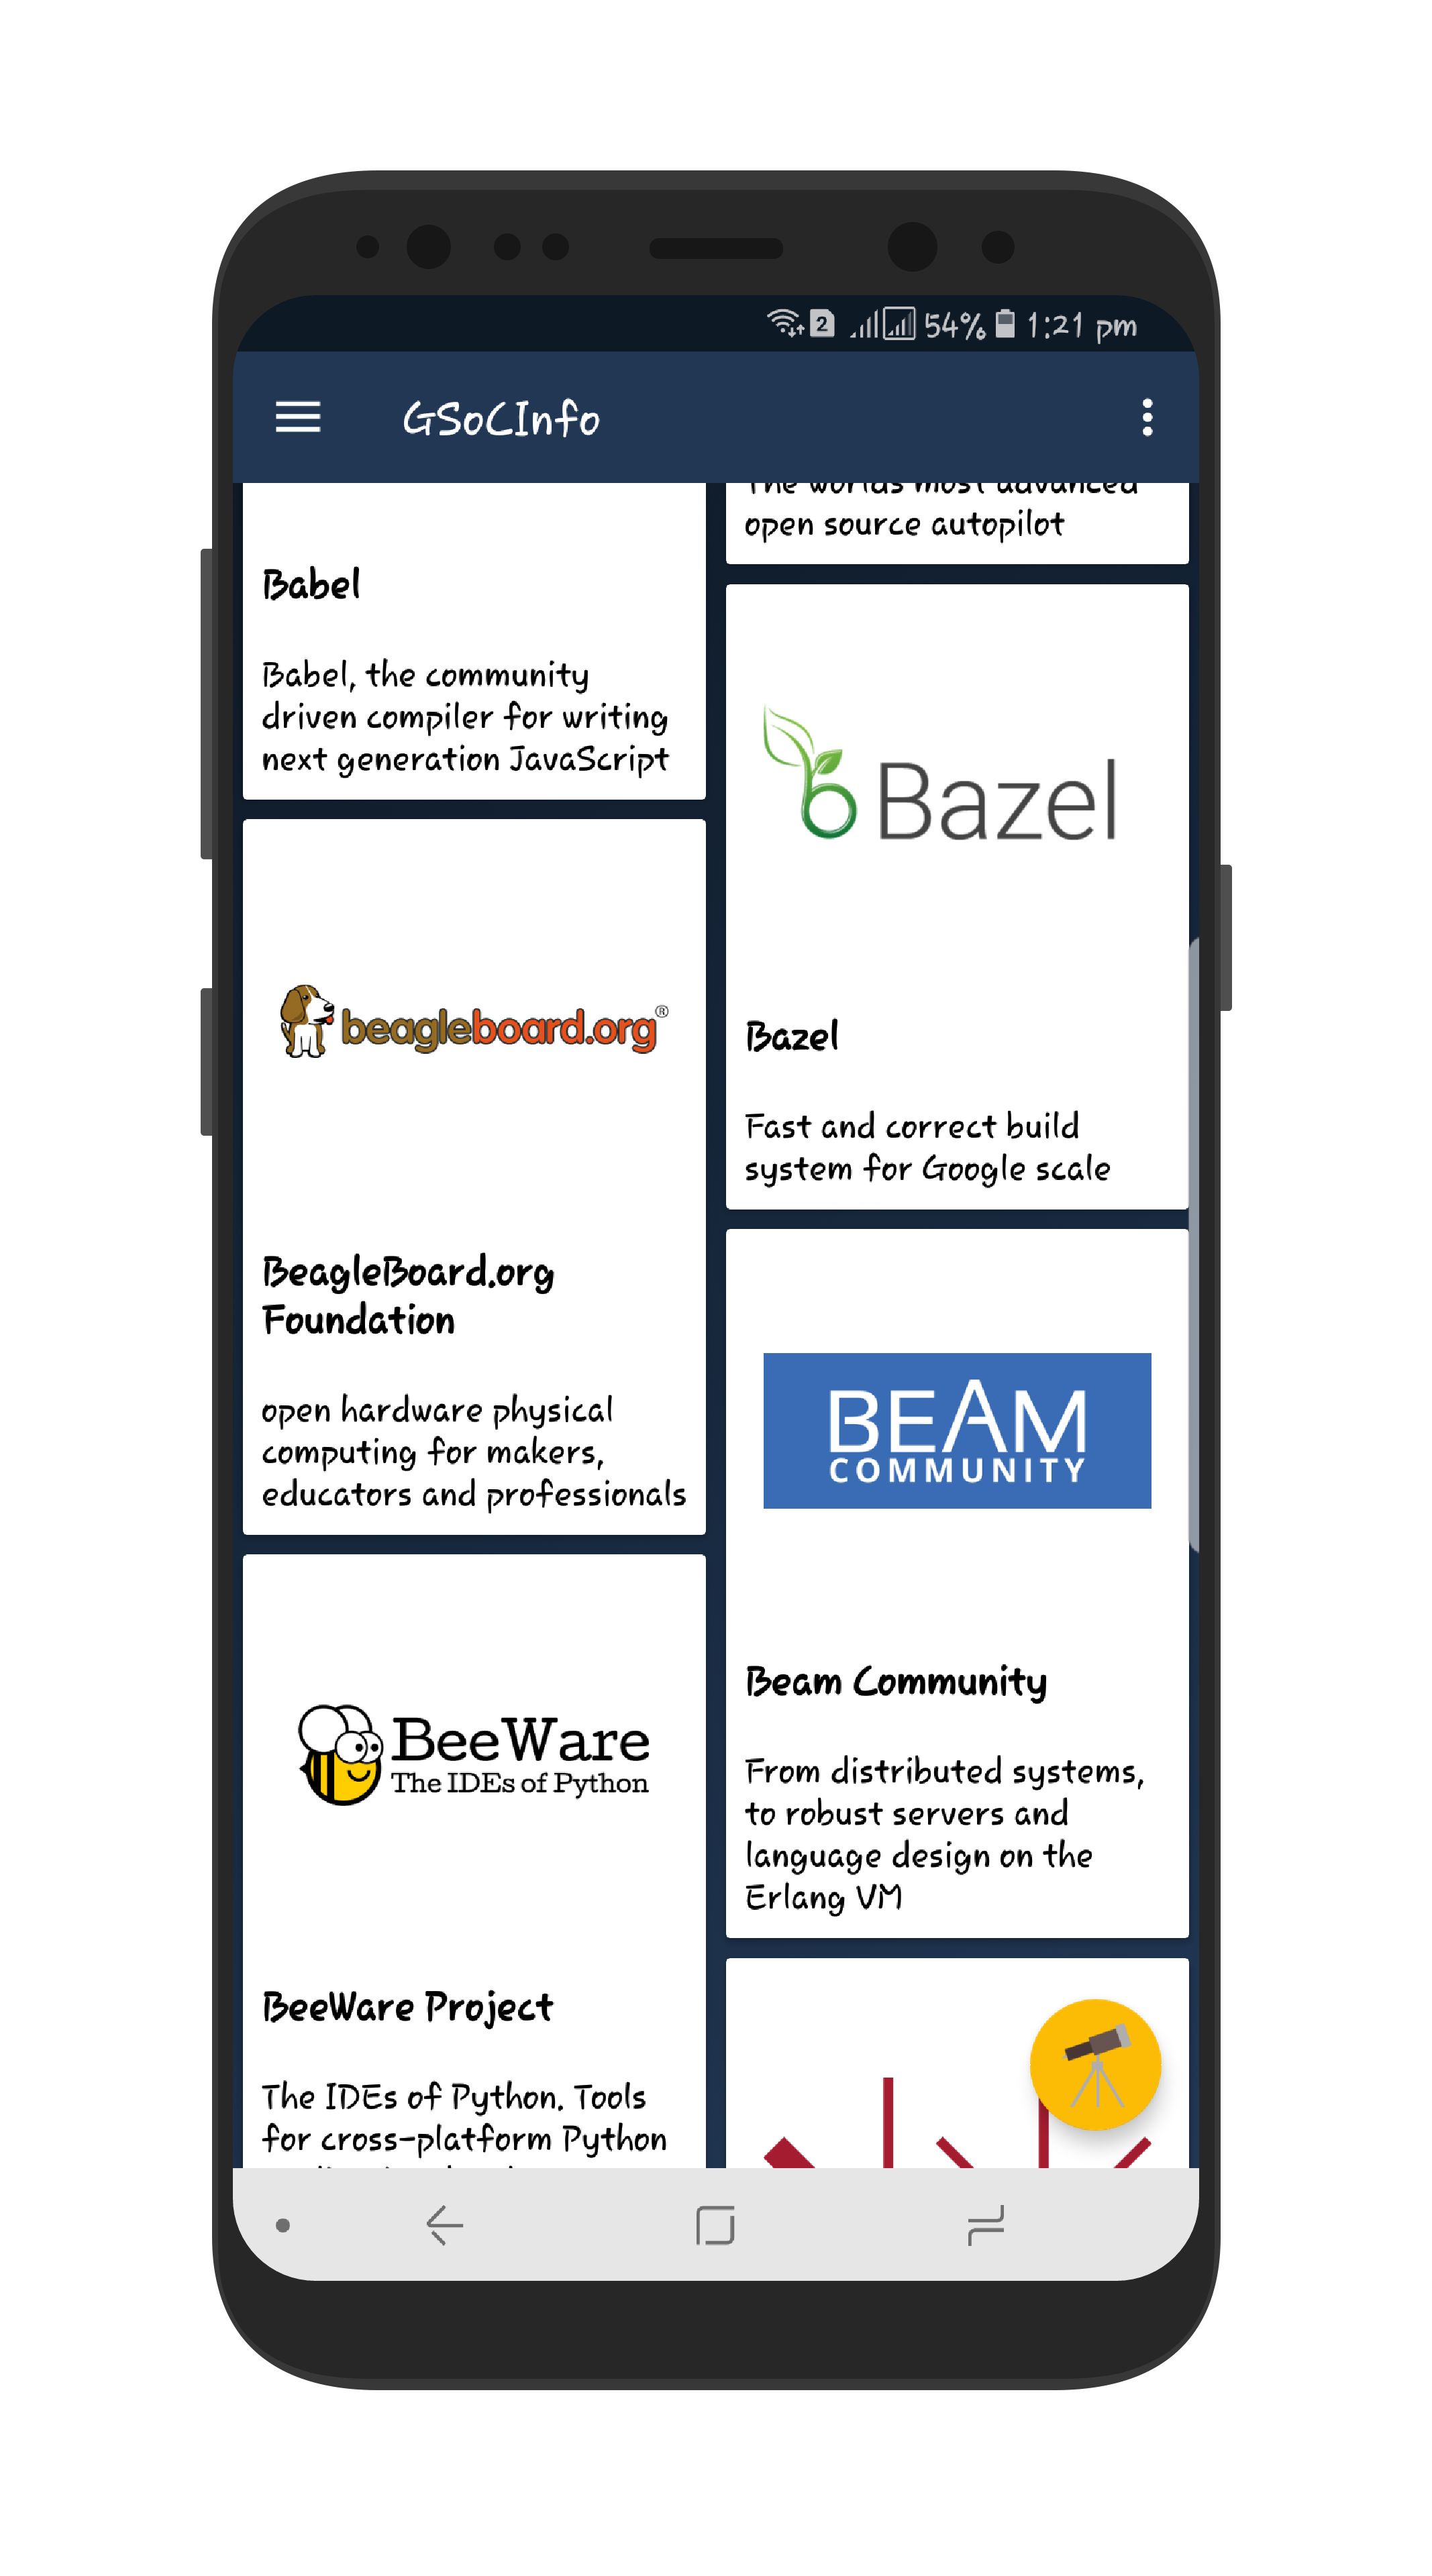 2 54% 1:21 pm
GSoCInfo
Babel
Babel, the community
driven compiler for writing
next generation JavaScript
beagleboard.org®
BeagleBoard.org
Foundation
open hardware physical
computing for makers,
educators and professionals
BeeWare
The IDEs of Python
BeeWare Project
The IDEs of Python. Tools
for cross-platform Python
The worlds most advanced
open source autopilot
Bazel
Bazel
Fast and correct build
system for Google scale
BEAM
COMMUNITY
Beam Community
From distributed systems,
to robust servers and
language design on the
Erlang VM